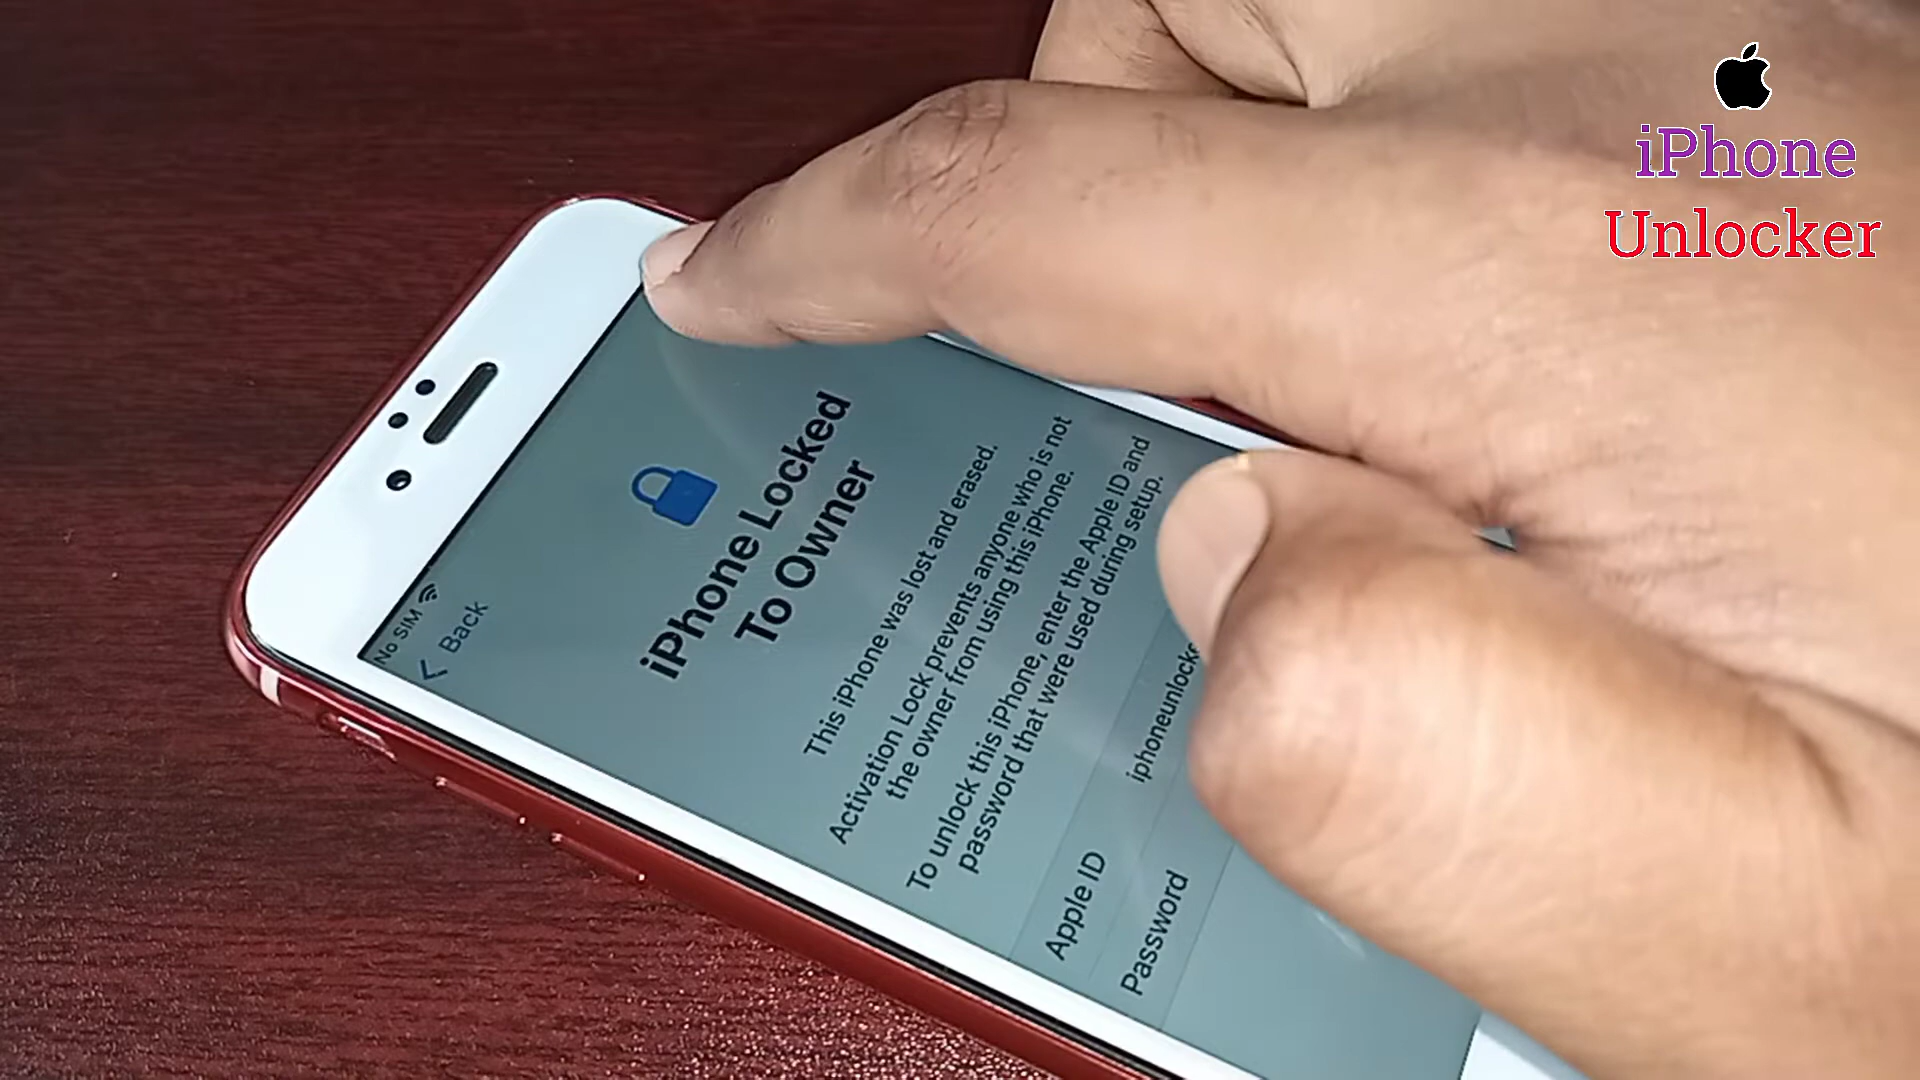 iPhone
Unlocker
No SIM
Back
iPhone Locked
To Owner
This iPhone was lost and erased.
Activation Lock prevents anyone who is not
the owner from using this iPhone.
To unlock this iPhone, enter the Apple ID and
password that were used during setup.
Apple ID iphoneunlocke
Password